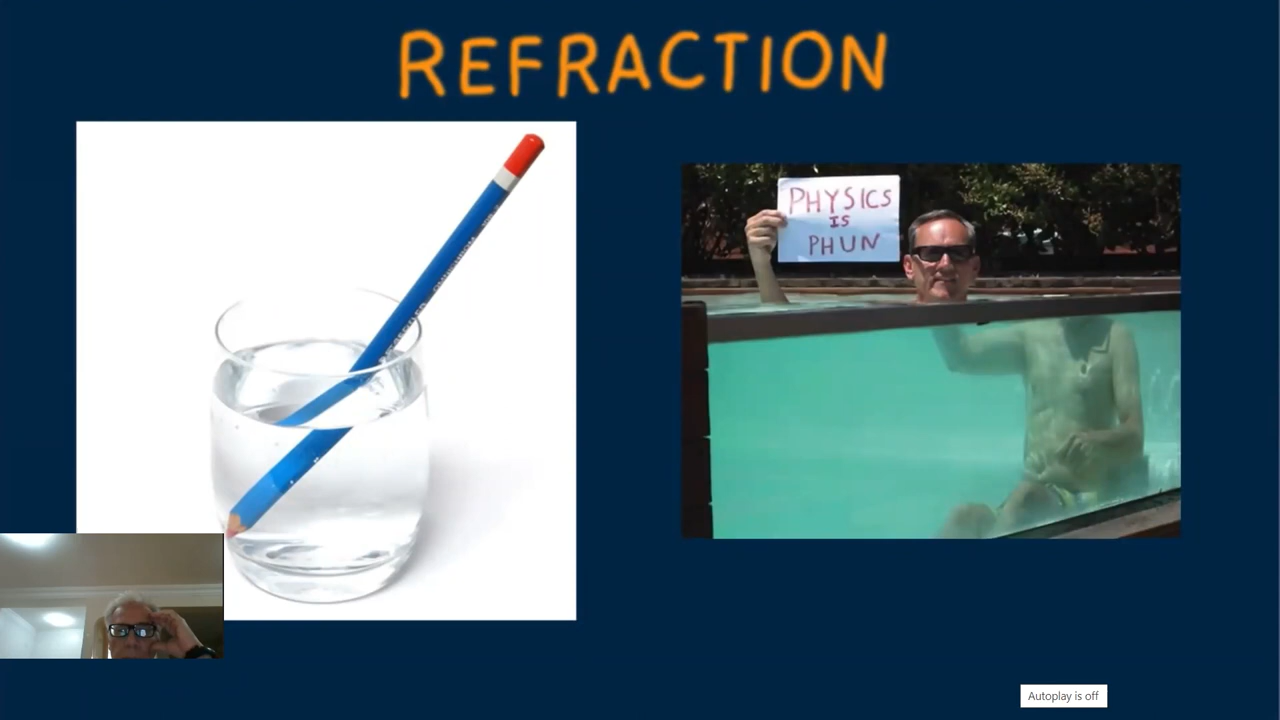 REFRACTION
PHYSICS
IS
PHUN
Autoplay is off